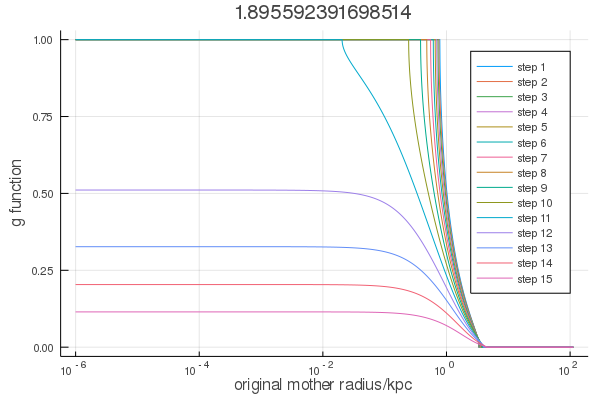 1.895592391698514
g function
1.00
0.75
0.50
0.25
0.00
10⁻⁶
10⁻⁴
10⁻²
10⁰
10²
original mother radius/kpc
step 1
step 2
step 3
step 4
step 5
step 6
step 7
step 8
step 9
step 10
step 11
step 12
step 13
step 14
step 15